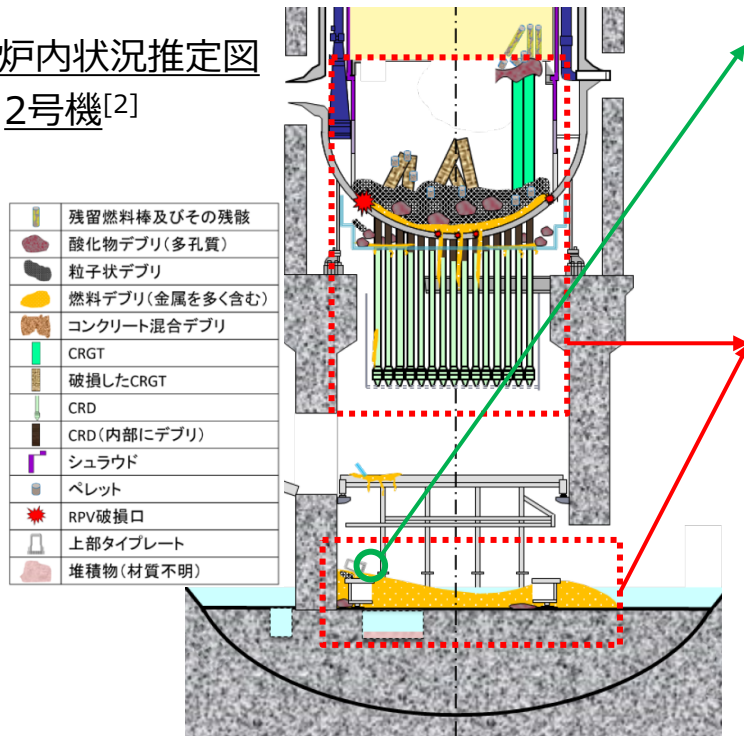 炉内状況推定図
2号機[2]
残留燃料棒及びその残骸
酸化物デブリ(多孔質)
粒子状デブリ
燃料デブリ(金属を多く含む)
コンクリート混合デブリ
CRGT
破損したCRGT
CRD
CRD(内部にデブリ)
シュラウド
ペレット
RPV破損口
上部タイプレート
堆積物(材質不明)